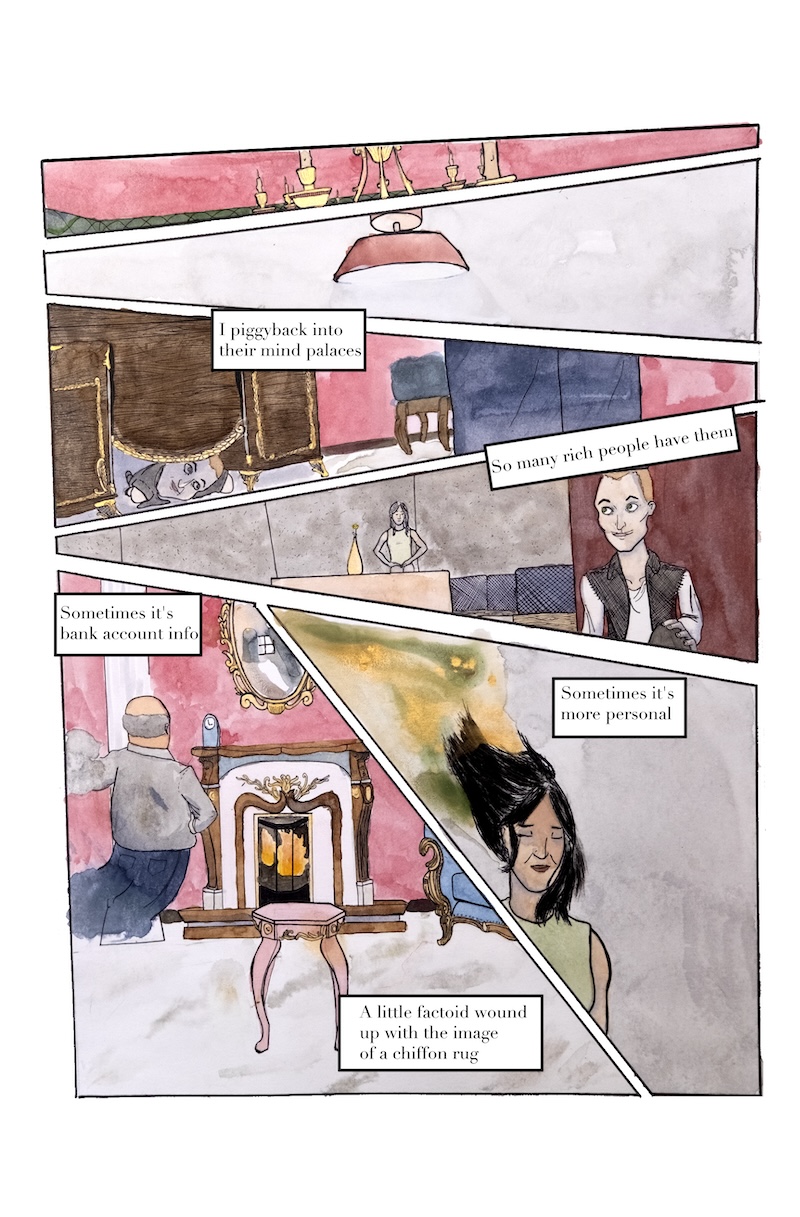 I piggyback into
their mind palaces
So many rich people have them
Sometimes it's
bank account info
Sometimes it's
more personal
A little factoid wound
up with the image
of a chiffon rug